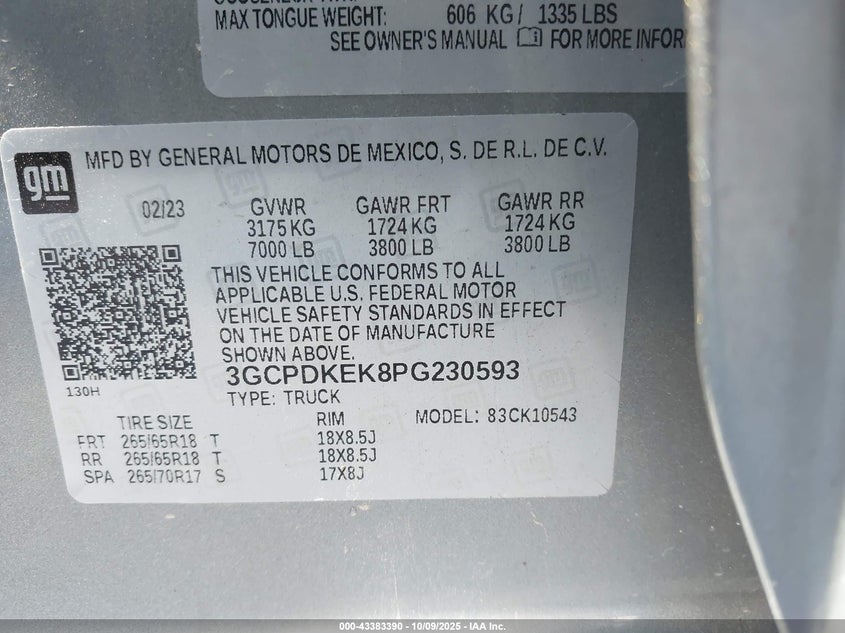 MAX TONGUE WEIGHT: 606 KG / 1335 LBS
SEE OWNER'S MANUAL FOR MORE
gm
MFD BY GENERAL MOTORS DE MEXICO, S. DE R.L. DE C.V.
02/23 GVWR GAWR FRT GAWR RR
3175 KG 1724 KG 1724 KG
7000 LB 3800 LB 3800 LB
THIS VEHICLE CONFORMS TO ALL
APPLICABLE U.S. FEDERAL MOTOR
VEHICLE SAFETY STANDARDS IN EFFECT
ON THE DATE OF MANUFACTURE
SHOWN ABOVE.
3GCPDKEK8PG230593
130H
TYPE: TRUCK
TIRE SIZE RIM MODEL: 83CK10543
FRT 265/65R18 T 18X8.5J
RR 265/65R18 T 18X8.5J
SPA 265/70R17 S 17X8J
000-43383390 - 10/09/2025 - IAA Inc.